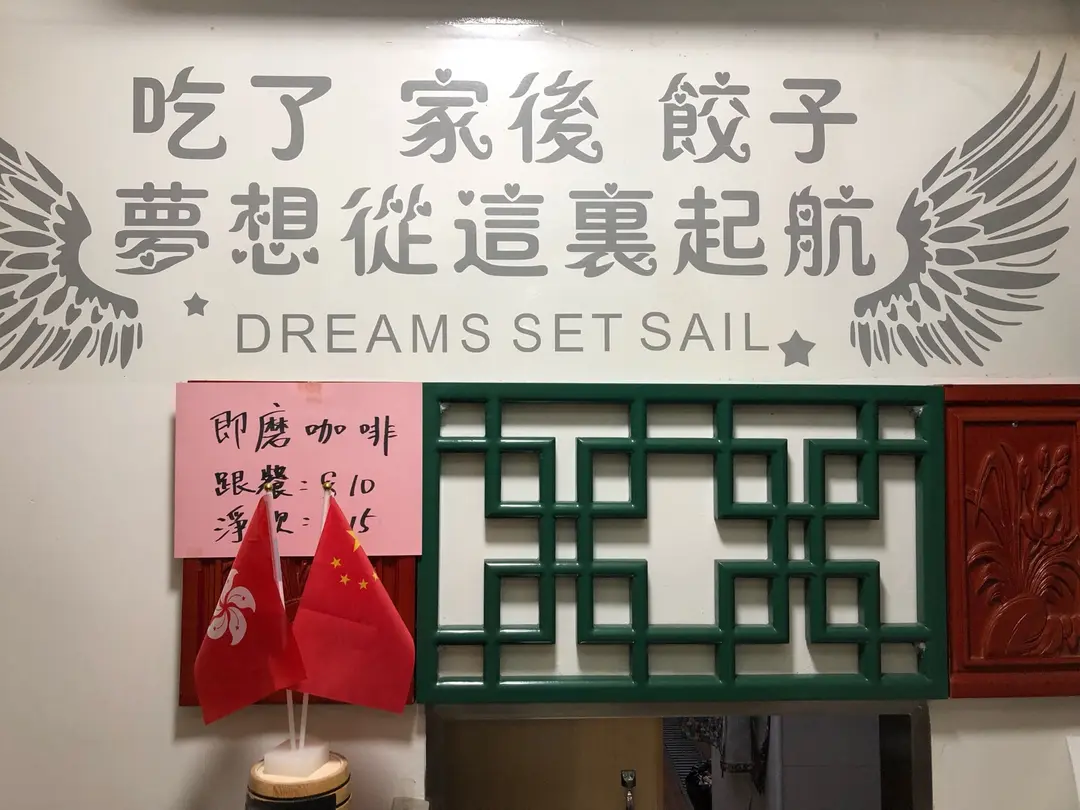 吃了 家後 餃子
夢想從這裏起航
DREAMS SET SAIL
即磨咖啡
跟餐: 10
淨飲: 15